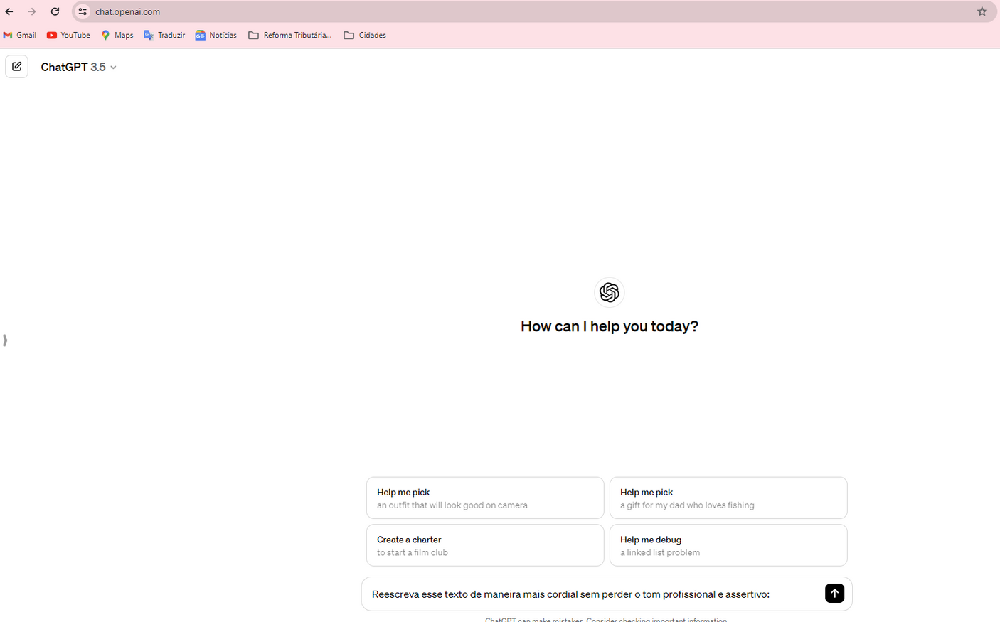 chat.openai.com
Gmail YouTube Maps Traduzir Notícias Reforma Tributária... Cidades
ChatGPT 3.5
How can I help you today?
Help me pick
an outfit that will look good on camera
Help me pick
a gift for my dad who loves fishing
Create a charter
to start a film club
Help me debug
a linked list problem
Reescreva esse texto de maneira mais cordial sem perder o tom profissional e assertivo:
ChatGPT can make mistakes. Consider checking important information.